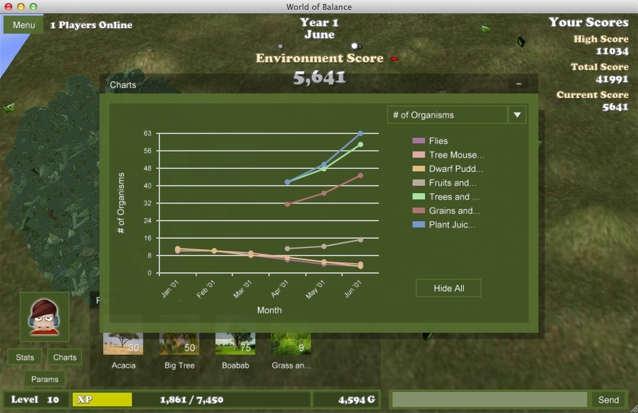 World of Balance
Menu
1 Players Online
Year 1
June
Your Scores
High Score
11034
Environment Score
5,641
Total Score
41991
Current Score
5641
Charts
# of Organisms
# of Organisms
63
56
48
40
32
24
16
8
0
Jan '01
Feb '01
Mar '01
Apr '01
May '01
Jun '01
Month
Flies
Tree Mouse...
Dwarf Pudd...
Fruits and...
Trees and ...
Grains and...
Plant Juic...
Hide All
30
50
75
9
Acacia
Big Tree
Boabab
Grass an...
Stats
Charts
Params
Level 10
XP
1,861 / 7,450
4,594 G
Send